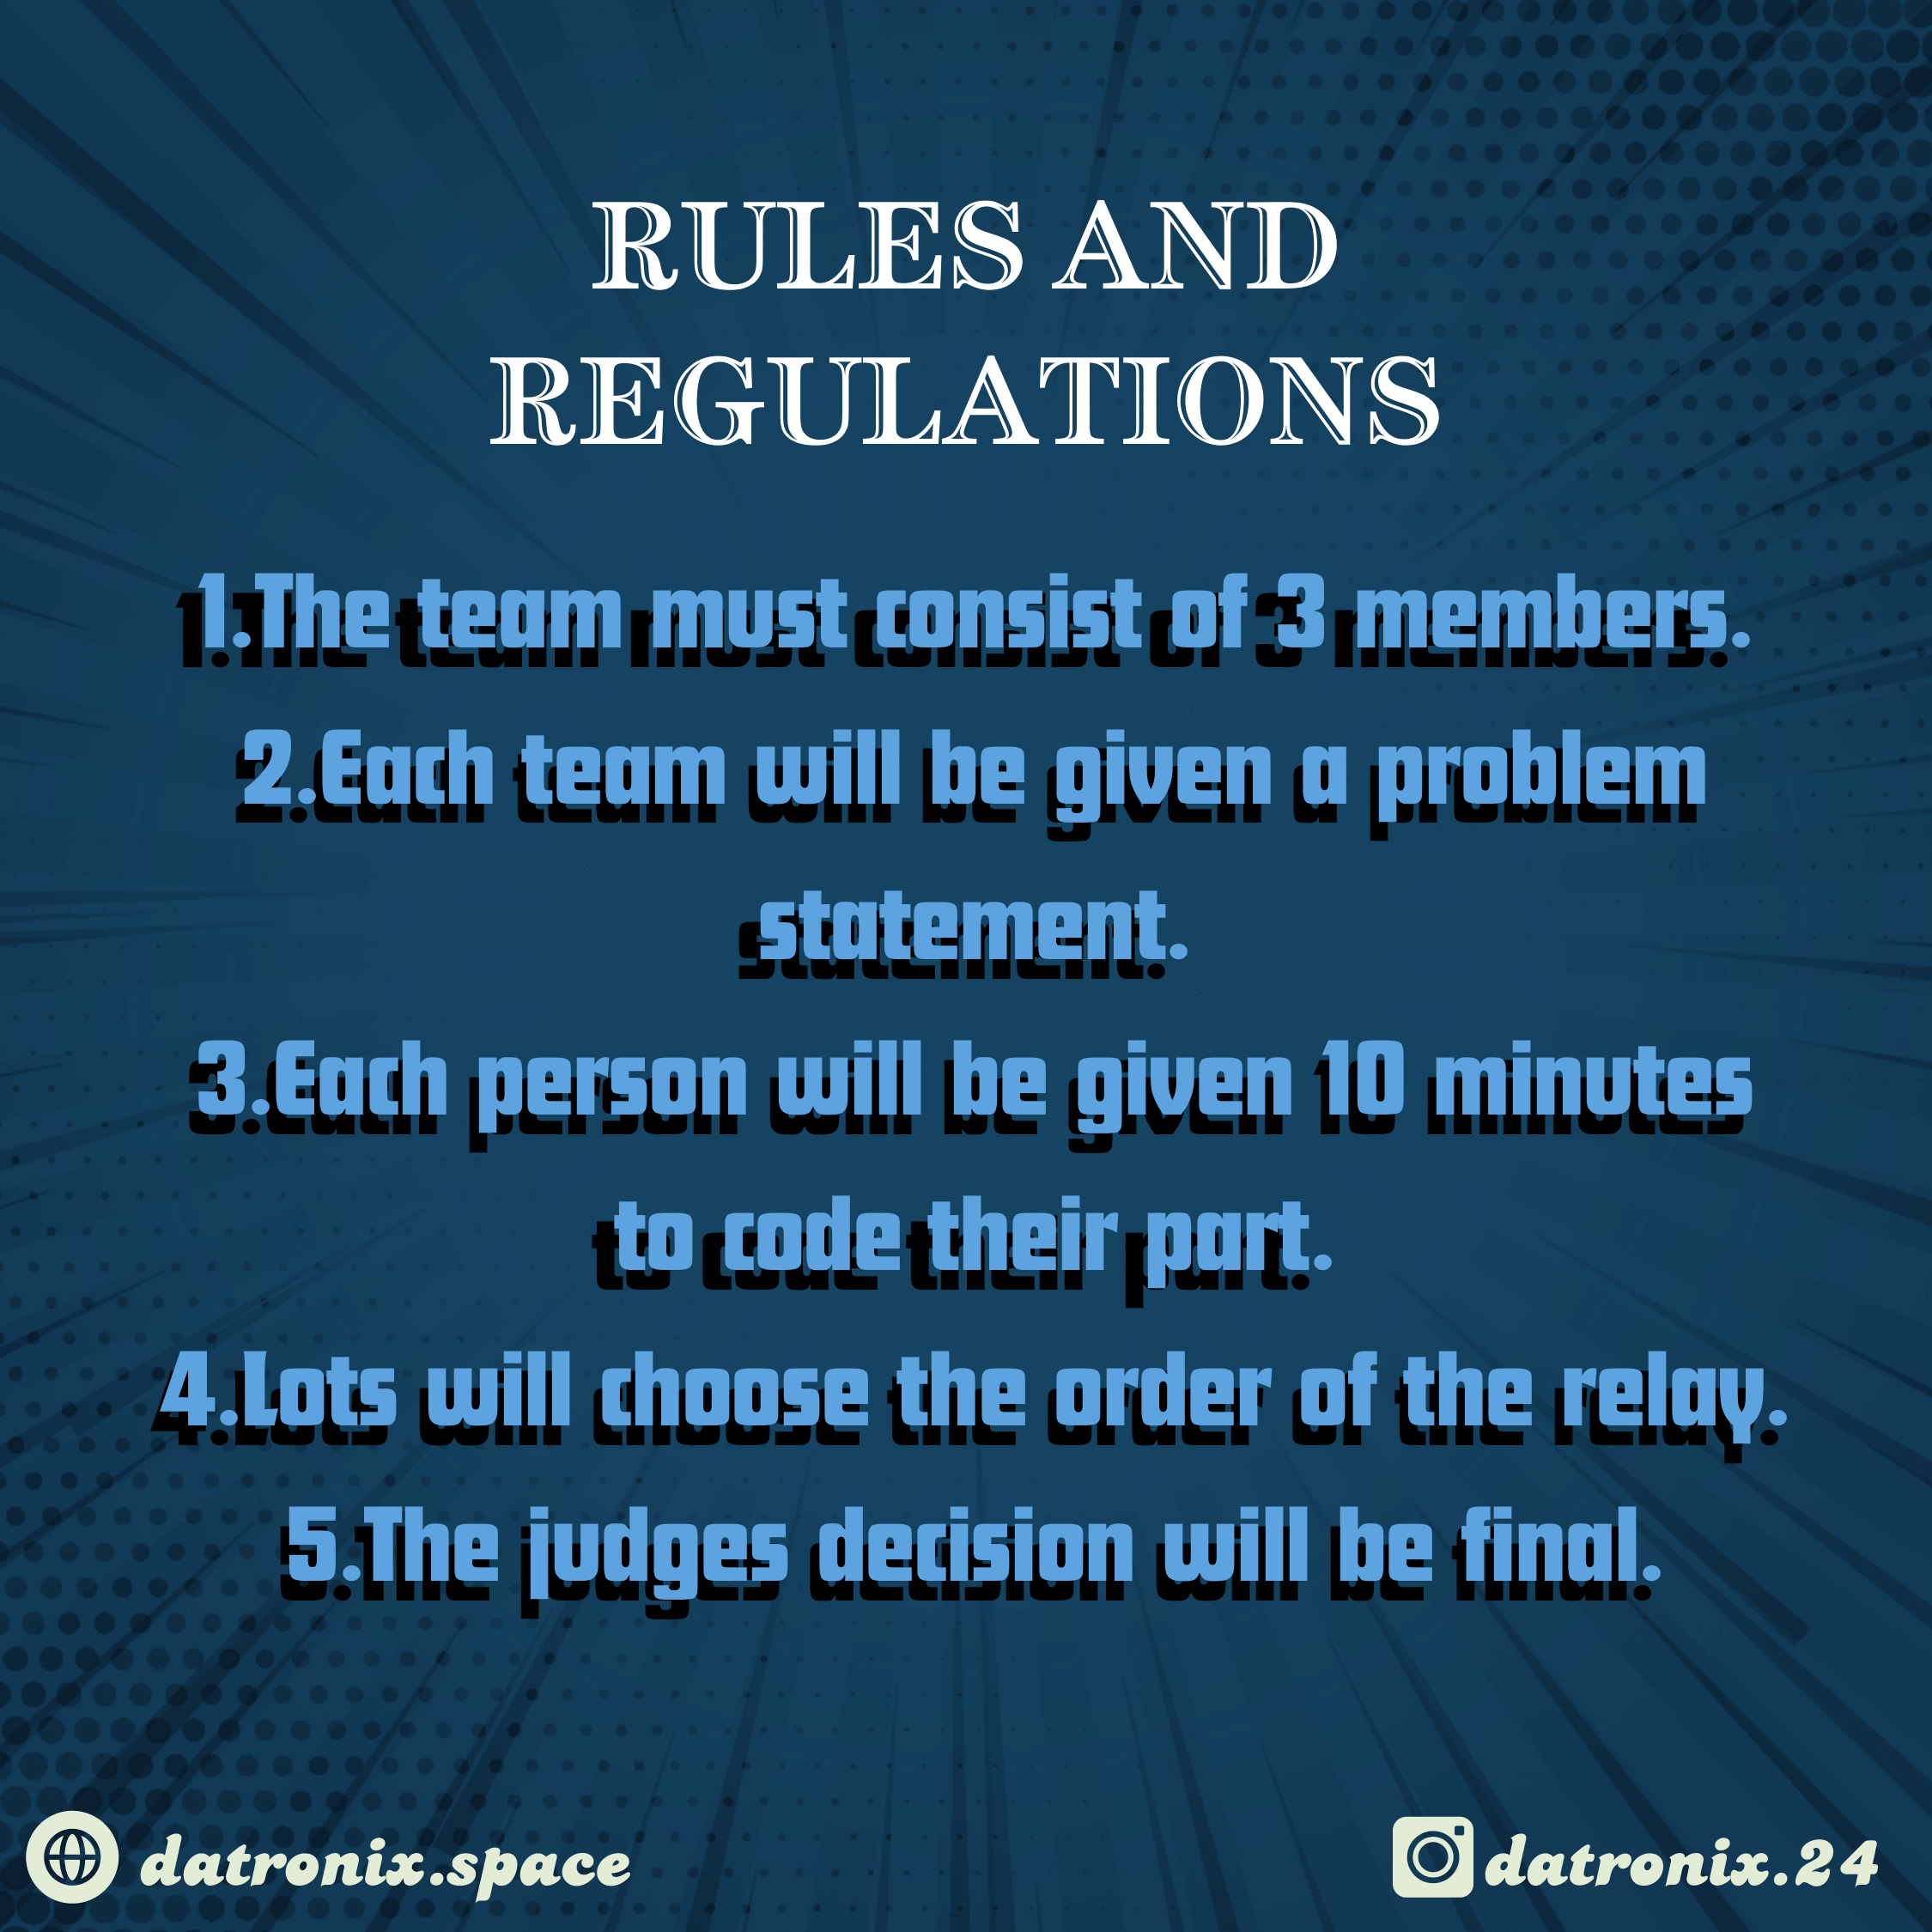 RULES AND
REGULATIONS
1.The team must consist of 3 members.
2.Each team will be given a problem
statement.
3.Each person will be given 10 minutes
to code their part.
4.Lots will choose the order of the relay.
5.The judges decision will be final.
datronix.space
datronix.24